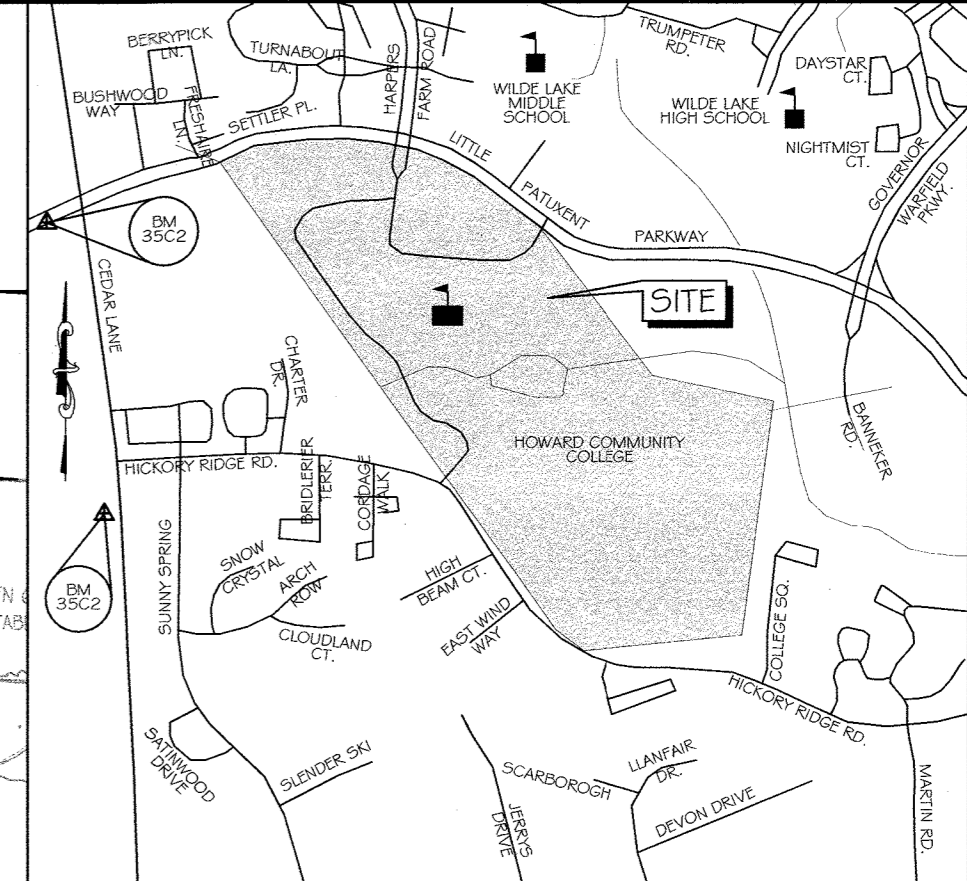 BERRYPICK
LN.
TURNABOUT
LA.
HARPERS
FARM ROAD
TRUMPETER
RD.
DAYSTAR
CT.
BUSHWOOD
WAY
FRESHAIRE
LN.
SETTLER PL.
WILDE LAKE
MIDDLE
SCHOOL
WILDE LAKE
HIGH SCHOOL
NIGHTMIST
CT.
LITTLE
PATUXENT
PARKWAY
GOVERNOR
WARFIELD
PKWY.
BM
35C2
CEDAR LANE
SITE
CHARTER
DR.
HOWARD COMMUNITY
COLLEGE
BANNEKER
RD.
HICKORY RIDGE RD.
BRIDLERIER
TERR.
CORDAGE
WALK
BM
35C2
SUNNY SPRING
SNOW
CRYSTAL
ARCH
ROW
CLOUDLAND
CT.
HIGH
BEAM CT.
EAST WIND
WAY
COLLEGE SQ.
HICKORY RIDGE RD.
SATINWOOD
DRIVE
SLENDER SKI
SCARBOROGH
LLANFAIR
DR.
JERRYS
DRIVE
DEVON DRIVE
MARTIN RD.